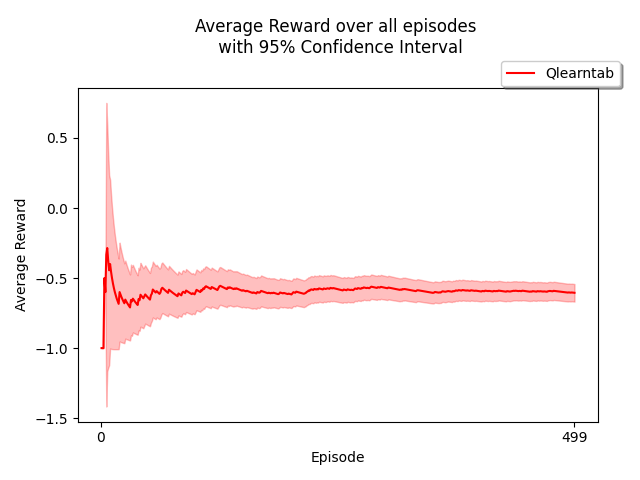 Average Reward over all episodes
with 95% Confidence Interval
Qlearntab
Average Reward
0.5
0.0
−0.5
−1.0
−1.5
0
499
Episode